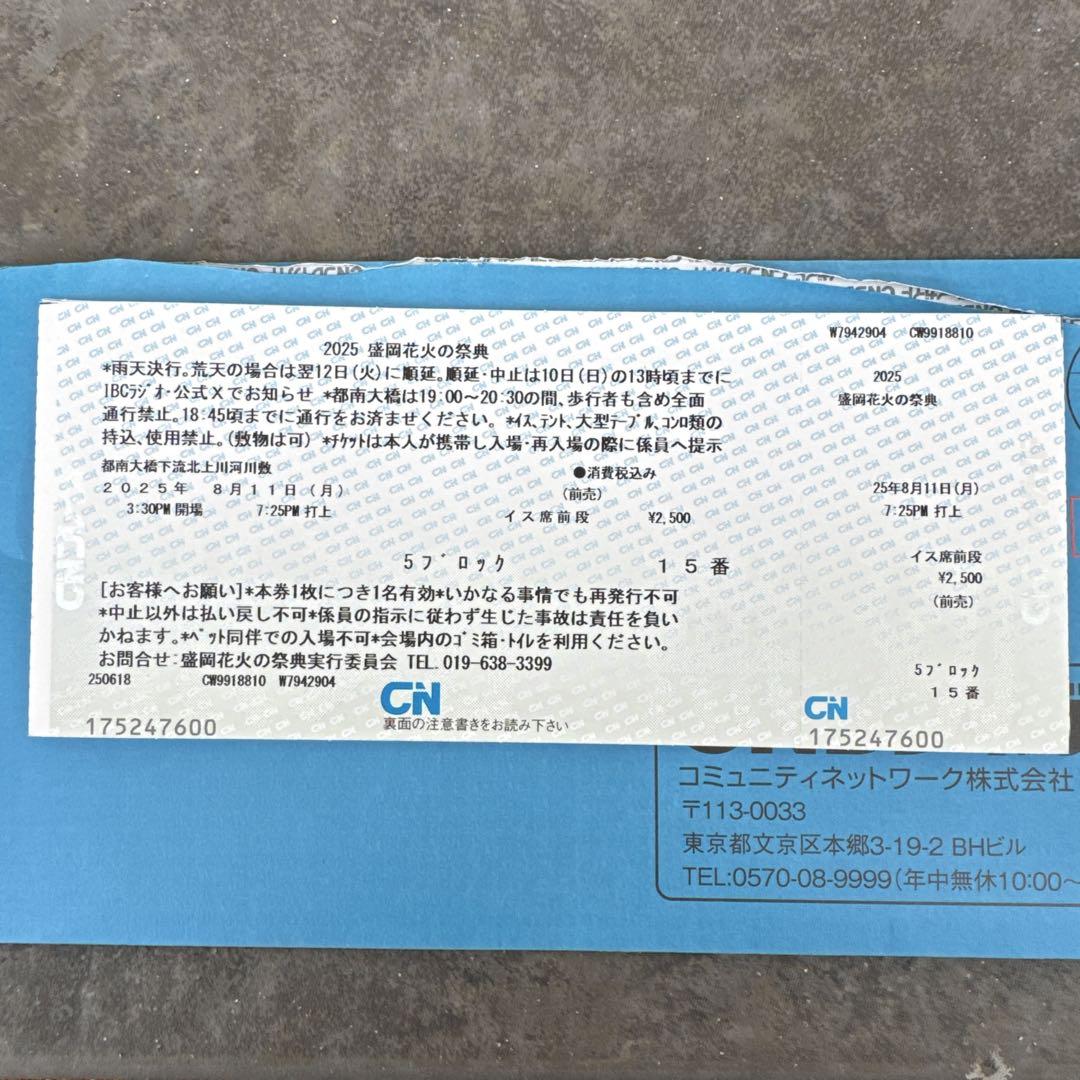 W7942904 CW9918810
2025 盛岡花火の祭典
*雨天決行。荒天の場合は翌12日(火)に順延。順延・中止は10日(日)の13時頃までに
IBCラジオ・公式Xでお知らせ *都南大橋は19:00～20:30の間、歩行者も含め全面
通行禁止。18:45頃までに通行をお済ませください。 *イス、テント、大型テーブル、コンロ類の
持込、使用禁止。(敷物は可) *チケットは本人が携帯し入場・再入場の際に係員へ提示
都南大橋下流北上川河川敷
●消費税込み
2025年 8月11日(月)
(前売)
3:30PM 開場 7:25PM 打上
イス席前段 ¥2,500
5ブロック 15番
[お客様へお願い]*本券1枚につき1名有効*いかなる事情でも再発行不可
*中止以外は払い戻し不可*係員の指示に従わず生じた事故は責任を負い
かねます。*ペット同伴での入場不可*会場内のゴミ箱・トイレを利用ください。
お問合せ:盛岡花火の祭典実行委員会 TEL. 019-638-3399
250618 CW9918810 W7942904
CN
裏面の注意書きをお読み下さい
175247600
2025
盛岡花火の祭典
25年8月11日(月)
7:25PM 打上
イス席前段
¥2,500
(前売)
5ブロック
15番
CN
175247600
コミュニティネットワーク株式会社
〒113-0033
東京都文京区本郷3-19-2 BHビル
TEL:0570-08-9999(年中無休10:00～